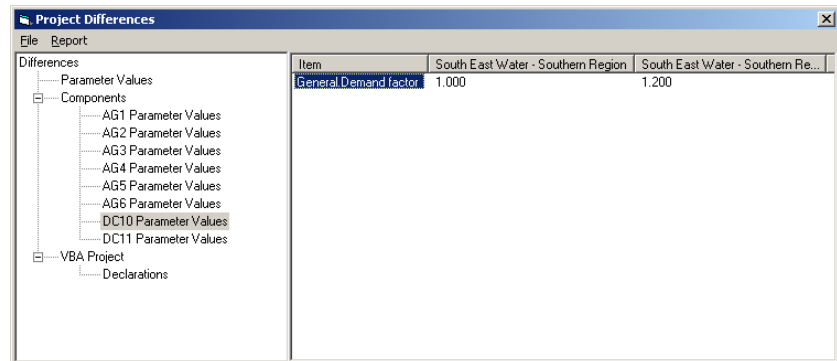 Project Differences
File Report
Differences
Parameter Values
Components
AG1 Parameter Values
AG2 Parameter Values
AG3 Parameter Values
AG4 Parameter Values
AG5 Parameter Values
AG6 Parameter Values
DC10 Parameter Values
DC11 Parameter Values
VBA Project
Declarations
Item South East Water - Southern Region South East Water - Southern Re...
General Demand factor 1.000 1.200